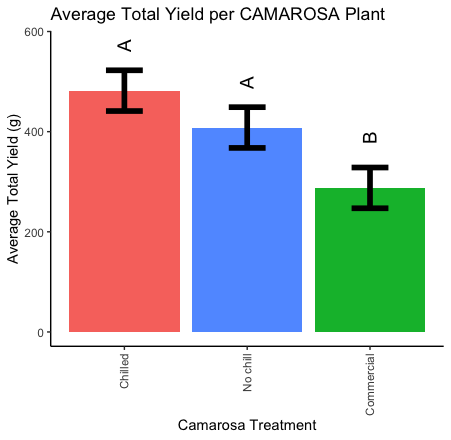 Average Total Yield per CAMAROSA Plant
Average Total Yield (g)
600
400
200
0
A
A
B
Chilled
No chill
Commercial
Camarosa Treatment